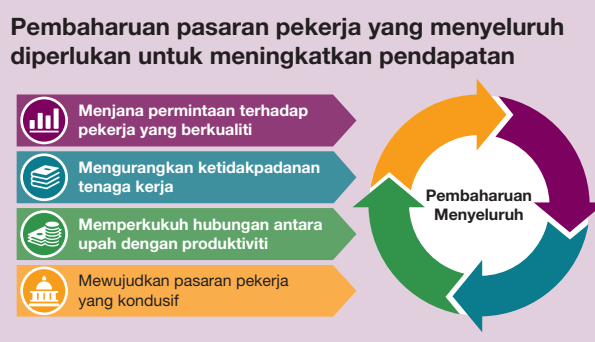 Pembaharuan pasaran pekerja yang menyeluruh
diperlukan untuk meningkatkan pendapatan
Menjana permintaan terhadap
pekerja yang berkualiti
Mengurangkan ketidakpadanan
tenaga kerja
Memperkukuh hubungan antara
upah dengan produktiviti
Mewujudkan pasaran pekerja
yang kondusif
Pembaharuan
Menyeluruh